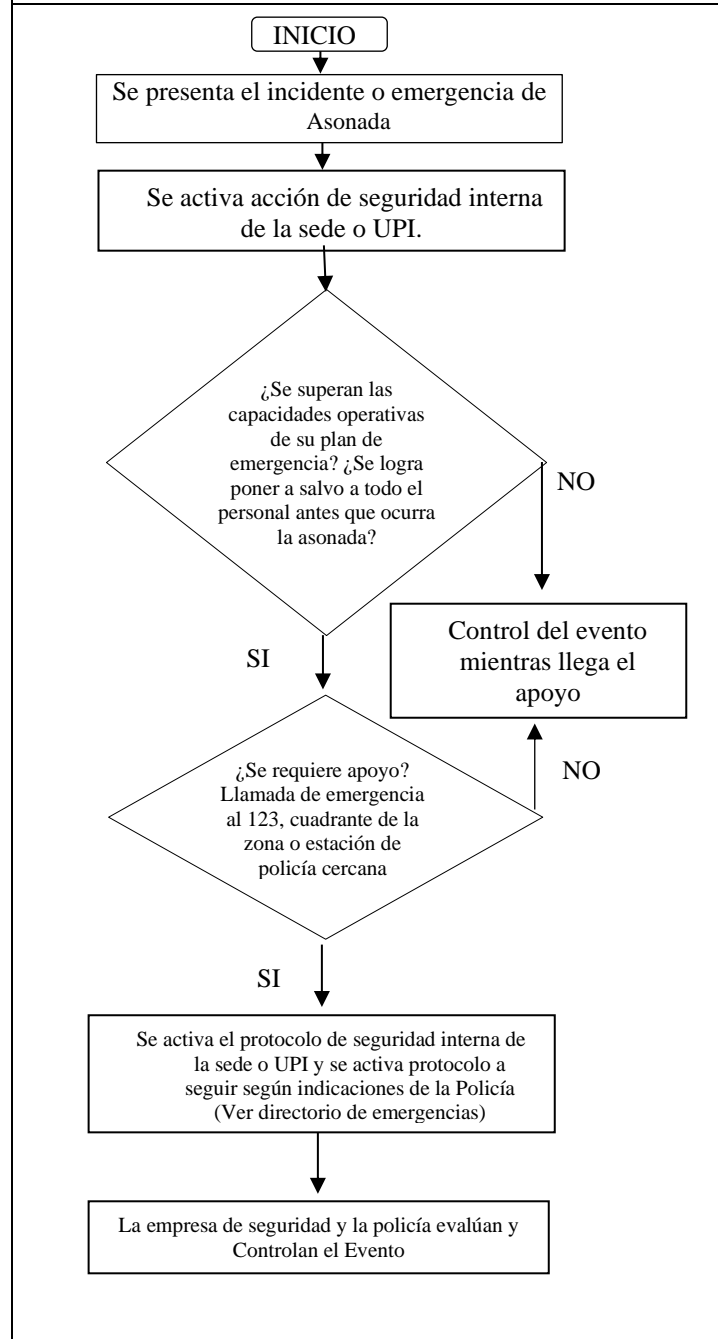 INICIO
Se presenta el incidente o emergencia de
Asonada
Se activa acción de seguridad interna
de la sede o UPI.
¿Se superan las
capacidades operativas
de su plan de
emergencia? ¿Se logra
poner a salvo a todo el
personal antes que ocurra
la asonada?
NO
Control del evento
mientras llega el
apoyo
SI
¿Se requiere apoyo?
Llamada de emergencia
al 123, cuadrante de la
zona o estación de
policía cercana
NO
SI
Se activa el protocolo de seguridad interna de
la sede o UPI y se activa protocolo a
seguir según indicaciones de la Policía
(Ver directorio de emergencias)
La empresa de seguridad y la policía evalúan y
Controlan el Evento